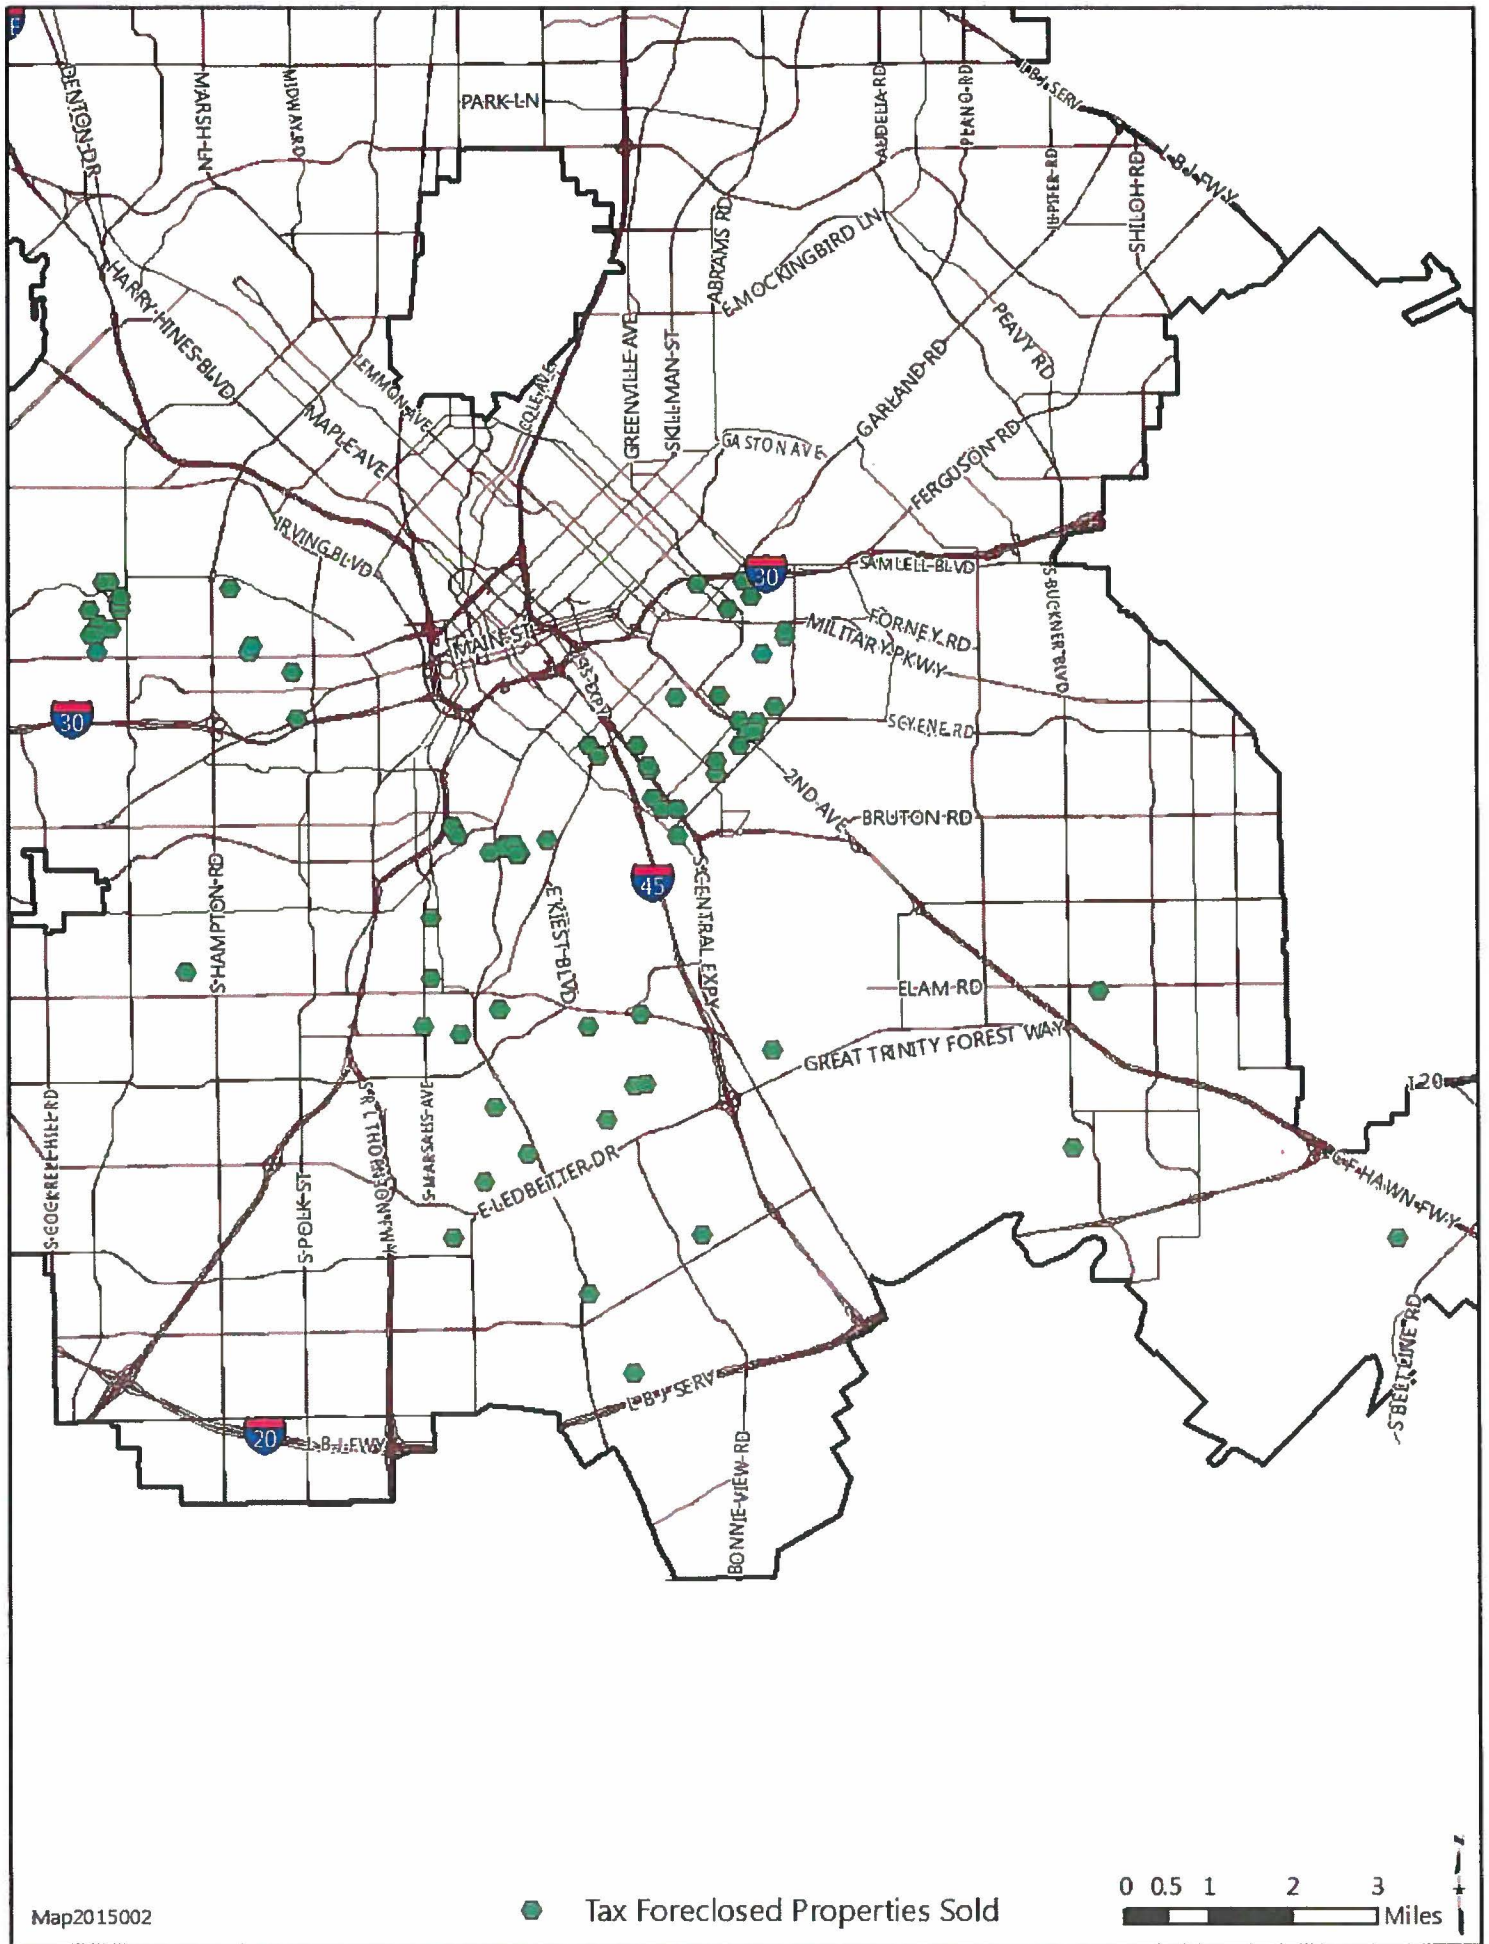 DENTON-DR
MARSH-LN
MIDWAY-RD
PARK-LN
AUDELIA-RD
PLANO-RD
L-B-J-SERV
JUPITER-RD
SHILOH-RD
L-B-J-FWY
ABRAMS RD
E-MOCKINGBIRD LN
HARRY-HINES-BLVD
LEMMON-AVE
COLE-AVE
GREENVILLE-AVE
SKILLMAN-ST
PEAVY RD
GARLAND-RD
MAPLE-AVE
GASTON AVE
FERGUSON-RD
IRVING BLVD
30
SAMUELL-BLVD
S-BUCKNER-BLVD
MAIN-ST
FORNEY RD
MILITARY-PKWY
30
SCYENE-RD
2ND-AVE
BRUTON-RD
S-HAMPTON-RD
45
E KIEST-BLVD
S-CENTRAL EXPY
ELAM-RD
GREAT TRINITY FOREST WAY
I-20
S-COCKRELL-HILL-RD
S-R L THORNTON-FWY
S-MARSALIS-AVE
S-POLK-ST
E-LEDBETTER-DR
C-F-HAWN-FWY
S-BELT LINE RD
L-B-J-SERV
20
L-B-J-FWY
BONNIE-VIEW-RD
0 0.5 1 2 3
Miles
Tax Foreclosed Properties Sold
Map2015002